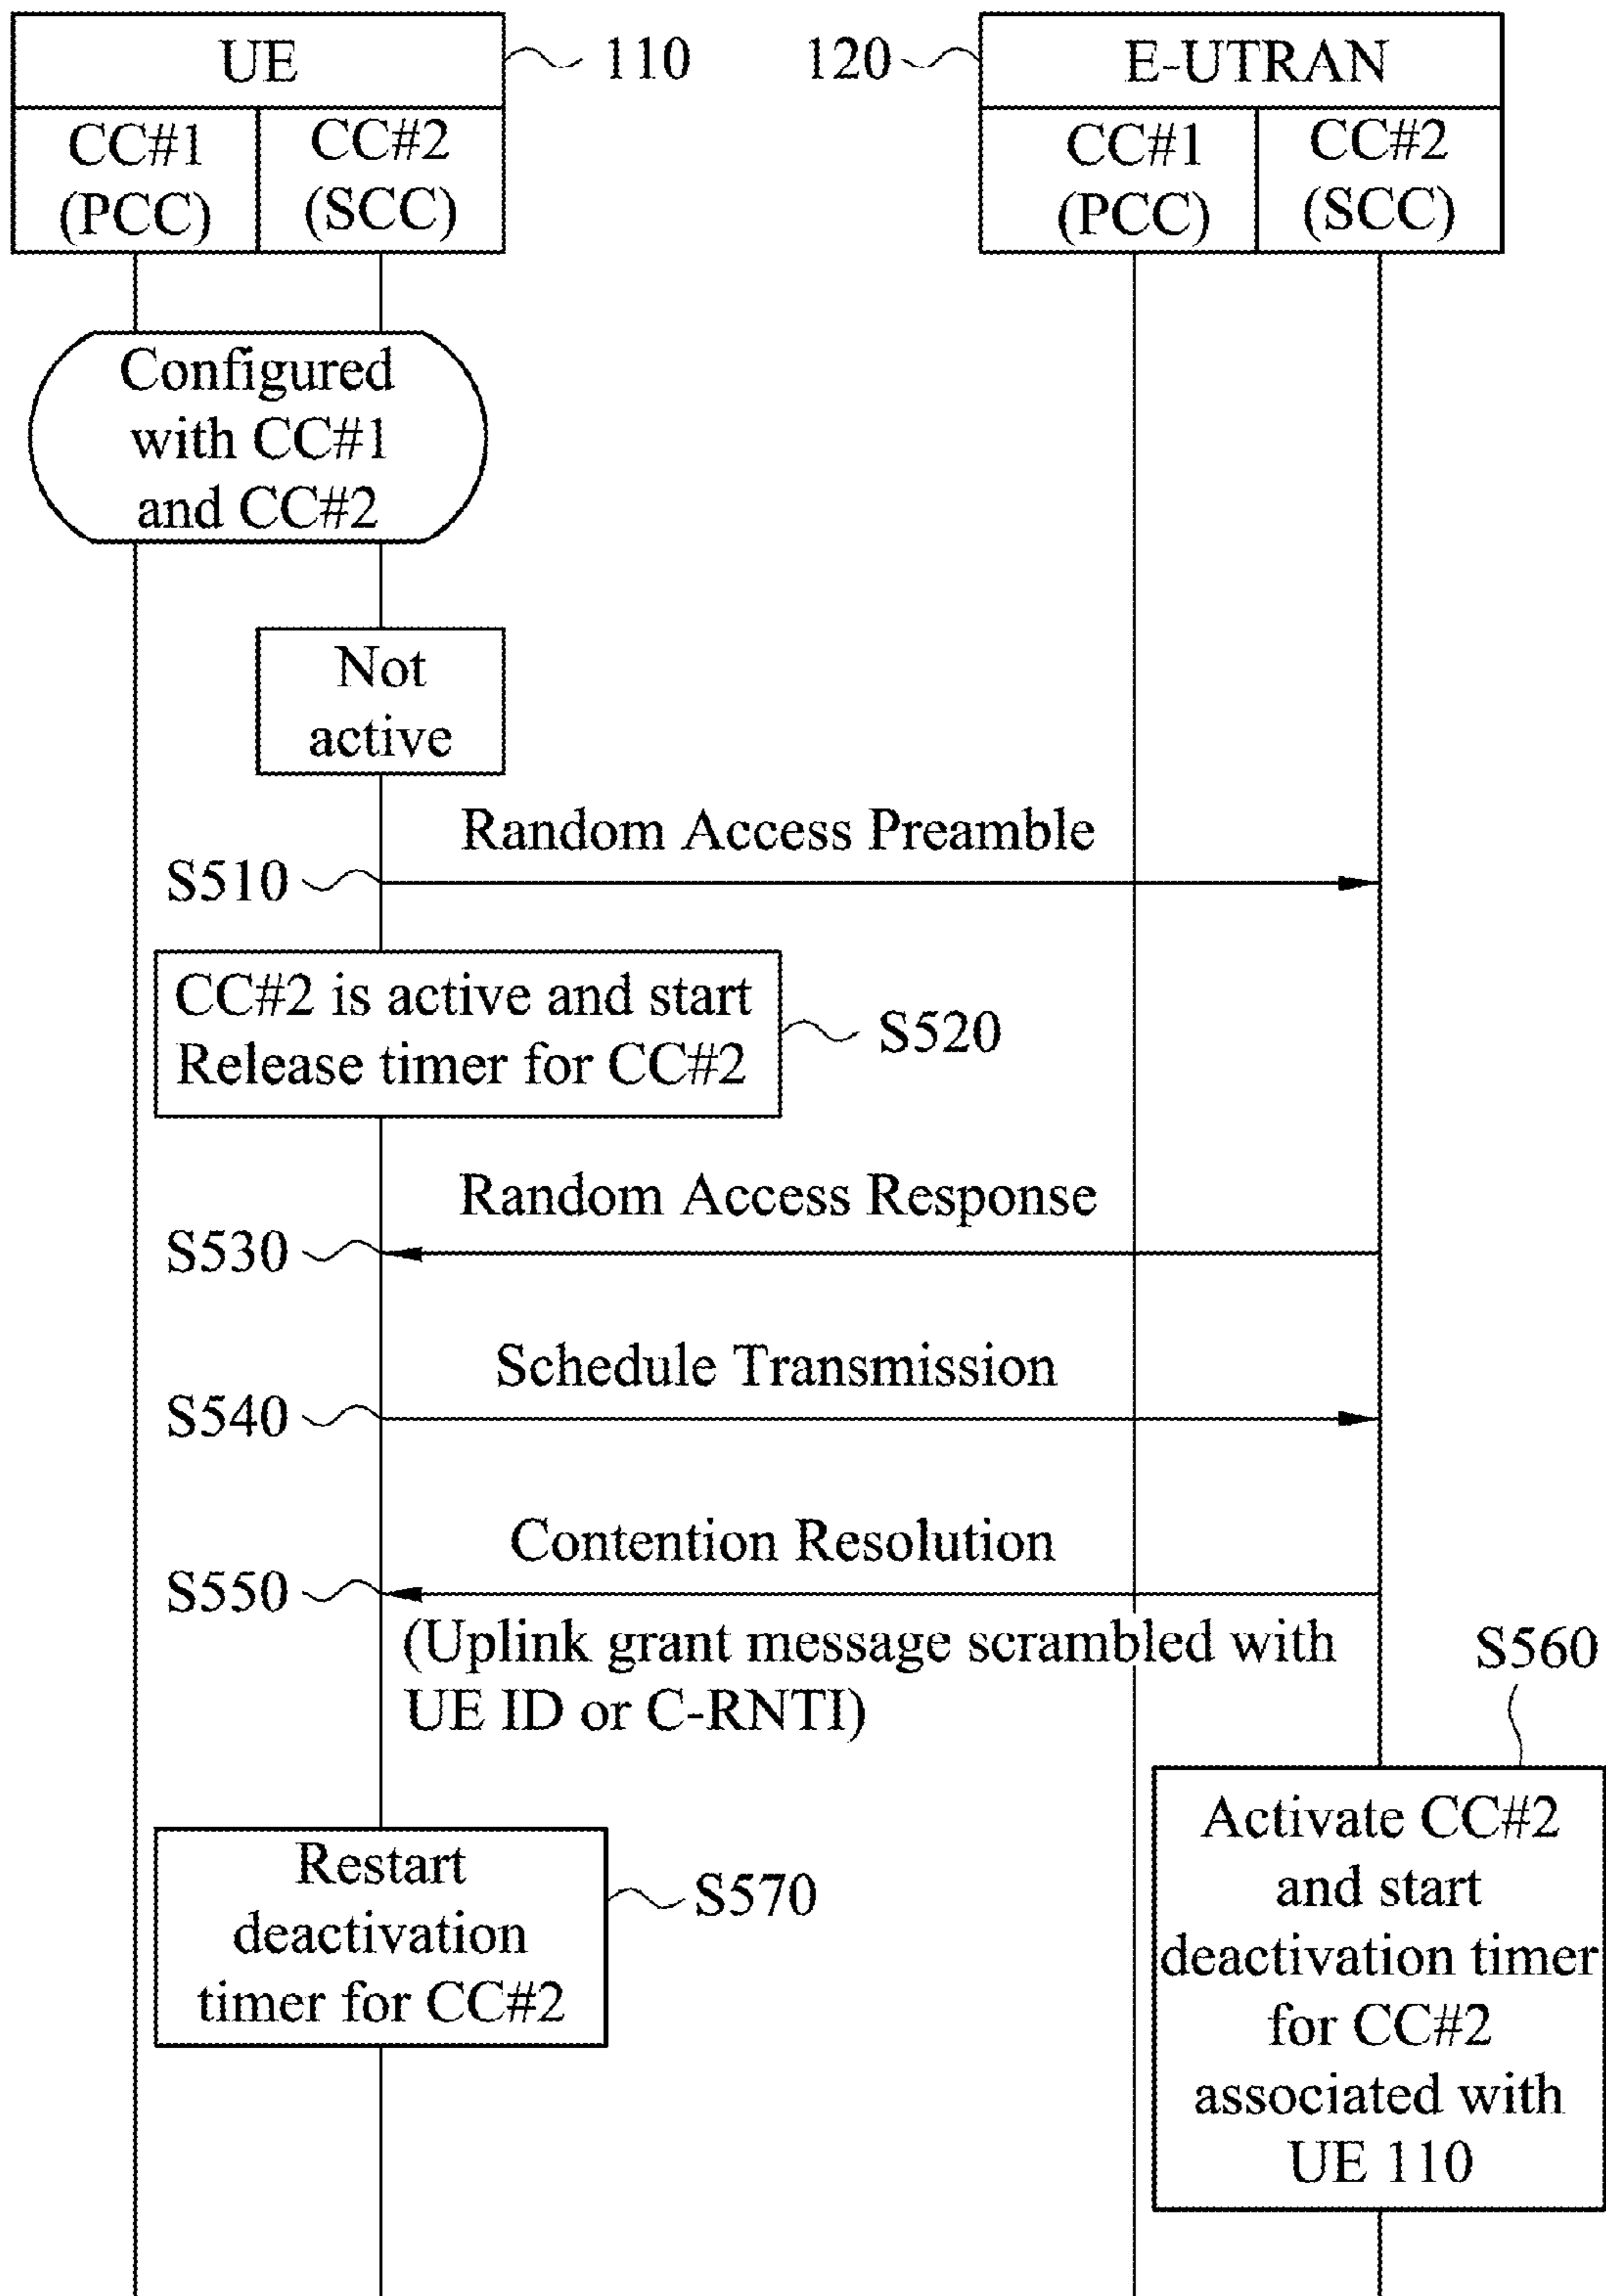 UE
110
120
E-UTRAN
CC#1
(PCC)
CC#2
(SCC)
CC#1
(PCC)
CC#2
(SCC)
Configured
with CC#1
and CC#2
Not
active
Random Access Preamble
S510
CC#2 is active and start
Release timer for CC#2
S520
Random Access Response
S530
Schedule Transmission
S540
Contention Resolution
S550
(Uplink grant message scrambled with
UE ID or C-RNTI)
S560
Activate CC#2
and start
deactivation timer
for CC#2
associated with
UE 110
Restart
deactivation
timer for CC#2
S570